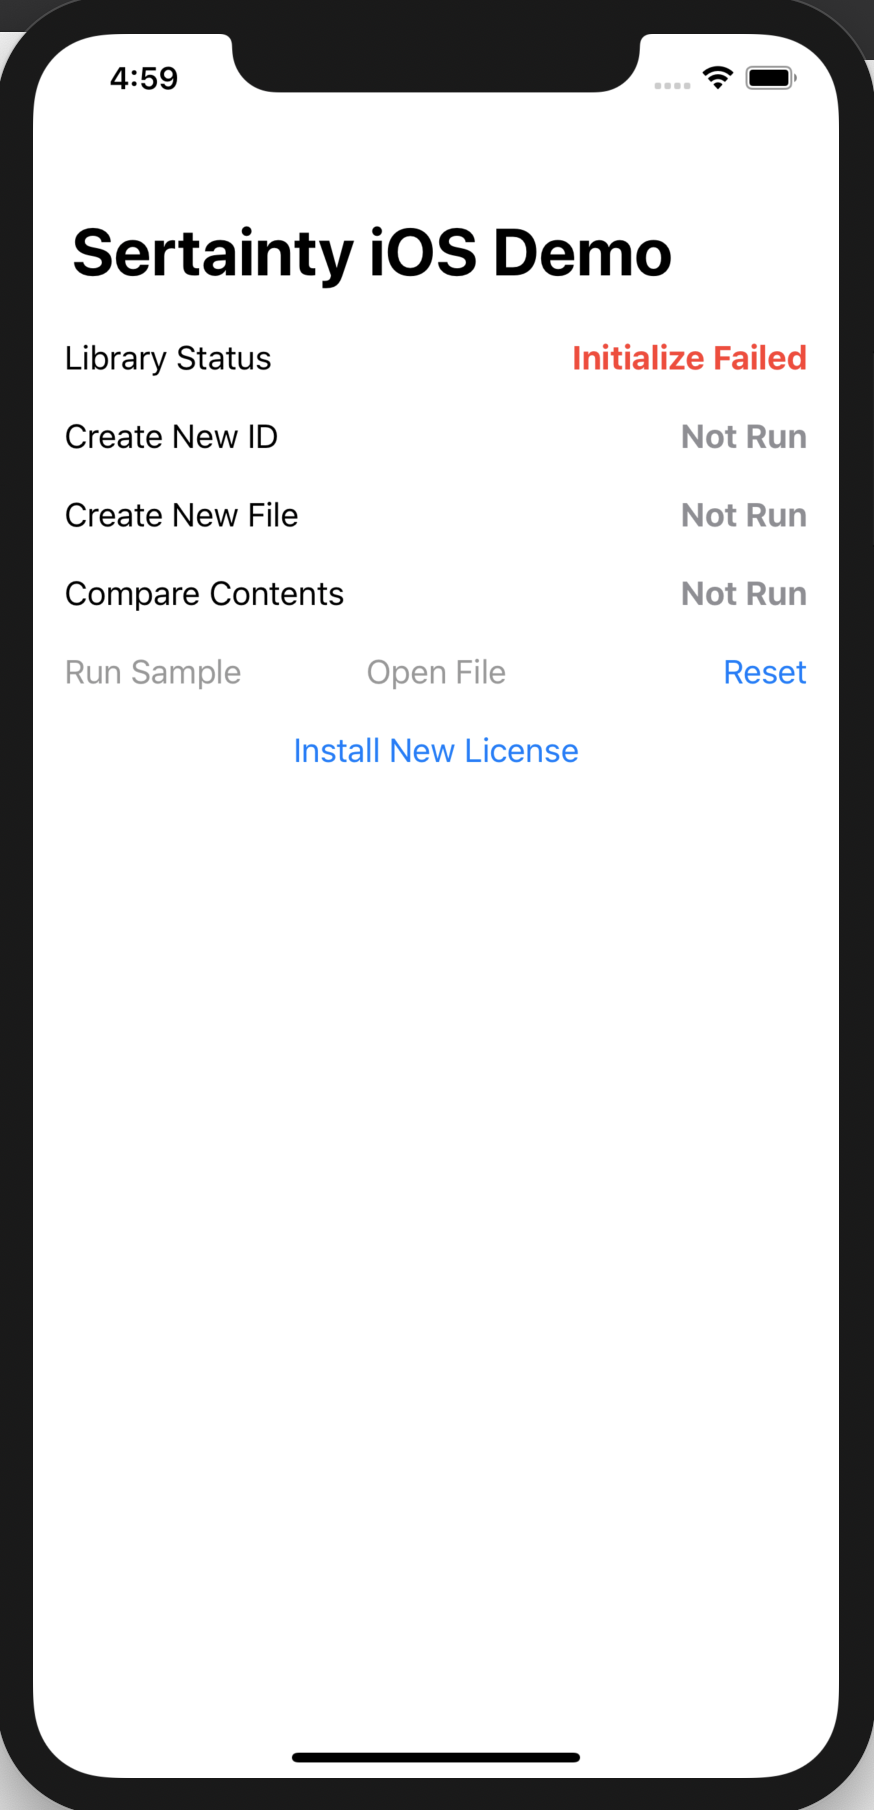 4:59
Sertainty iOS Demo
Library Status Initialize Failed
Create New ID Not Run
Create New File Not Run
Compare Contents Not Run
Run Sample Open File Reset
Install New License